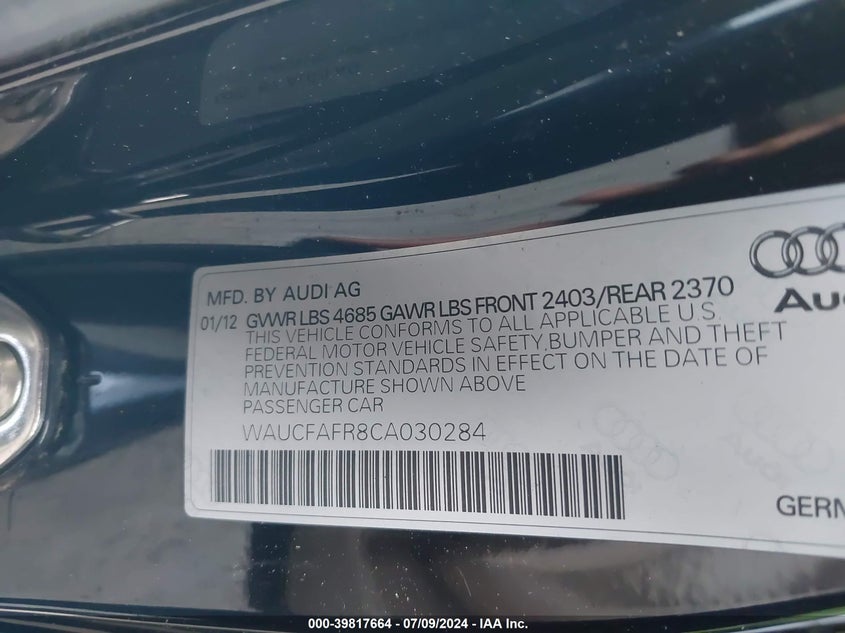 MFD. BY AUDI AG
01/12 GVWR LBS 4685 GAWR LBS FRONT 2403/REAR 2370
THIS VEHICLE CONFORMS TO ALL APPLICABLE U.S.
FEDERAL MOTOR VEHICLE SAFETY,BUMPER AND THEFT
PREVENTION STANDARDS IN EFFECT ON THE DATE OF
MANUFACTURE SHOWN ABOVE
PASSENGER CAR
WAUCFAFR8CA030284
Aud
GERM
000-39817664 / 07/09/2024 - IAA Inc.